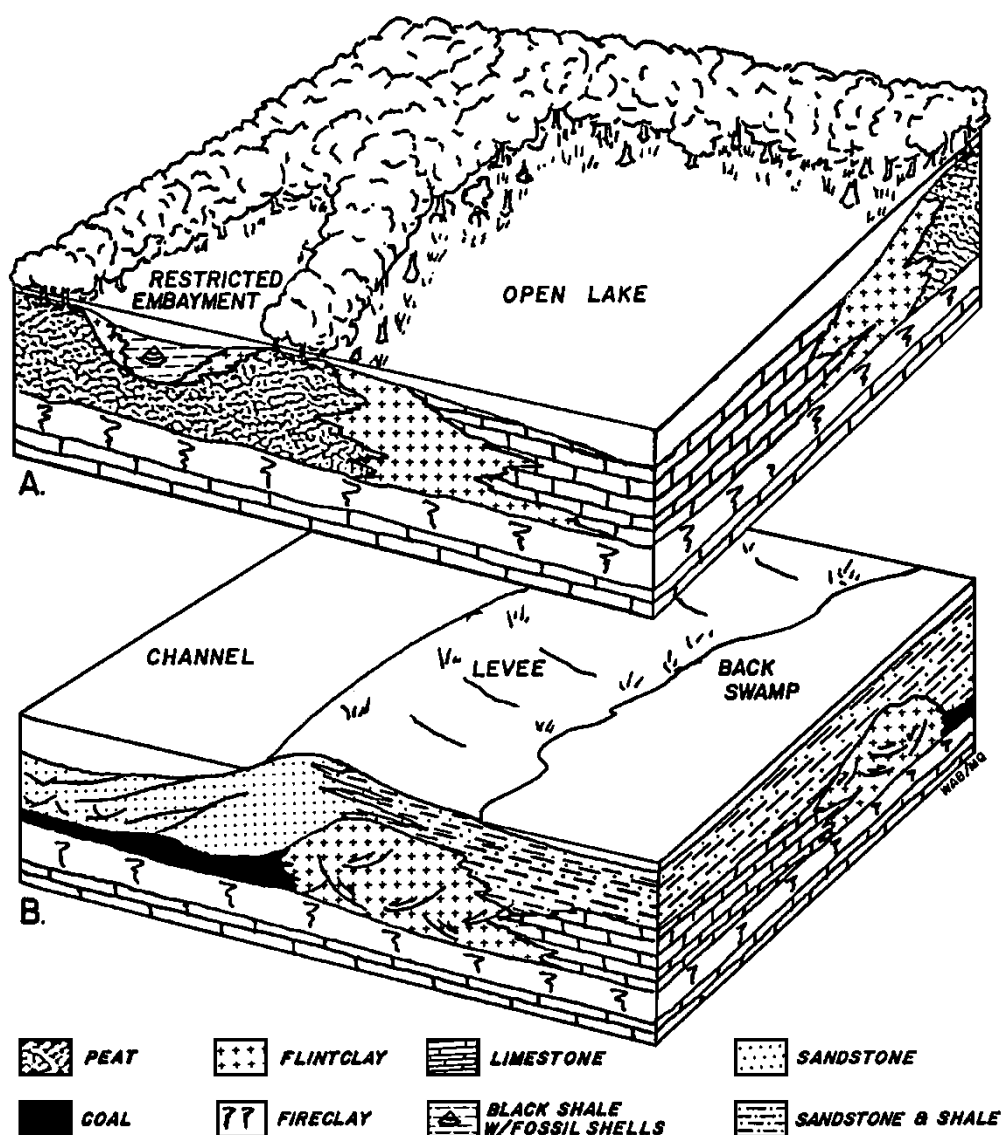 RESTRICTED
EMBAYMENT
OPEN LAKE
A.
CHANNEL
LEVEE
BACK
SWAMP
WAB/MQ
B.
PEAT
FLINTCLAY
LIMESTONE
SANDSTONE
COAL
FIRECLAY
BLACK SHALE
W/FOSSIL SHELLS
SANDSTONE & SHALE